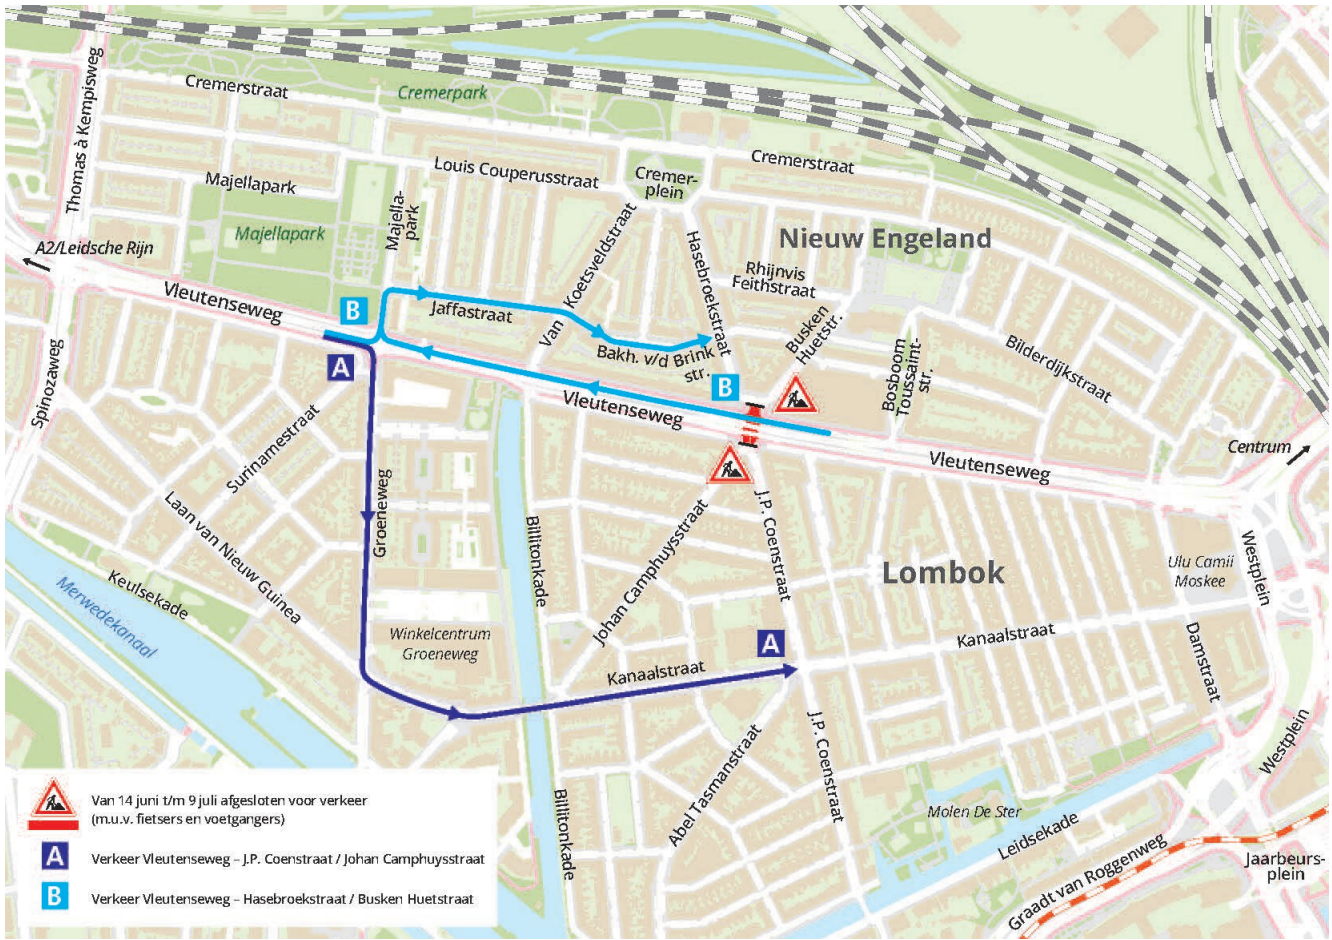 Cremerstraat
Cremerpark
Thomas à Kempisweg
Louis Couperusstraat
Cremer-
plein
Cremerstraat
Majellapark
Majella-
park
Majellapark
A2/Leidsche Rijn
Vleutenseweg
B
A
Jaffastraat
Van Koetsveldstraat
Hasebroekstraat
Nieuw Engeland
Rhijnvis
Feithstraat
Busken
Huetstr.
Bakh. v/d Brink
str.
B
Bosboom
Toussaint-
str.
Bilderdijkstraat
Vleutenseweg
Vleutenseweg
Centrum
Spinozaweg
Surinamestraat
Laan van Nieuw Guinea
Groeneweg
Keulsekade
Merwedekanaal
Billitonkade
Johan Camphuysstraat
J.P. Coenstraat
Lombok
Ulu Camii
Moskee
Westplein
Winkelcentrum
Groeneweg
Kanaalstraat
A
Kanaalstraat
Damstraat
J.P. Coenstraat
Abel Tasmanstraat
Billitonkade
Westplein
Molen De Ster
Leidsekade
Graadt van Roggenweg
Jaarbeurs-
plein
Van 14 juni t/m 9 juli afgesloten voor verkeer
(m.u.v. fietsers en voetgangers)
A Verkeer Vleutenseweg – J.P. Coenstraat / Johan Camphuysstraat
B Verkeer Vleutenseweg – Hasebroekstraat / Busken Huetstraat